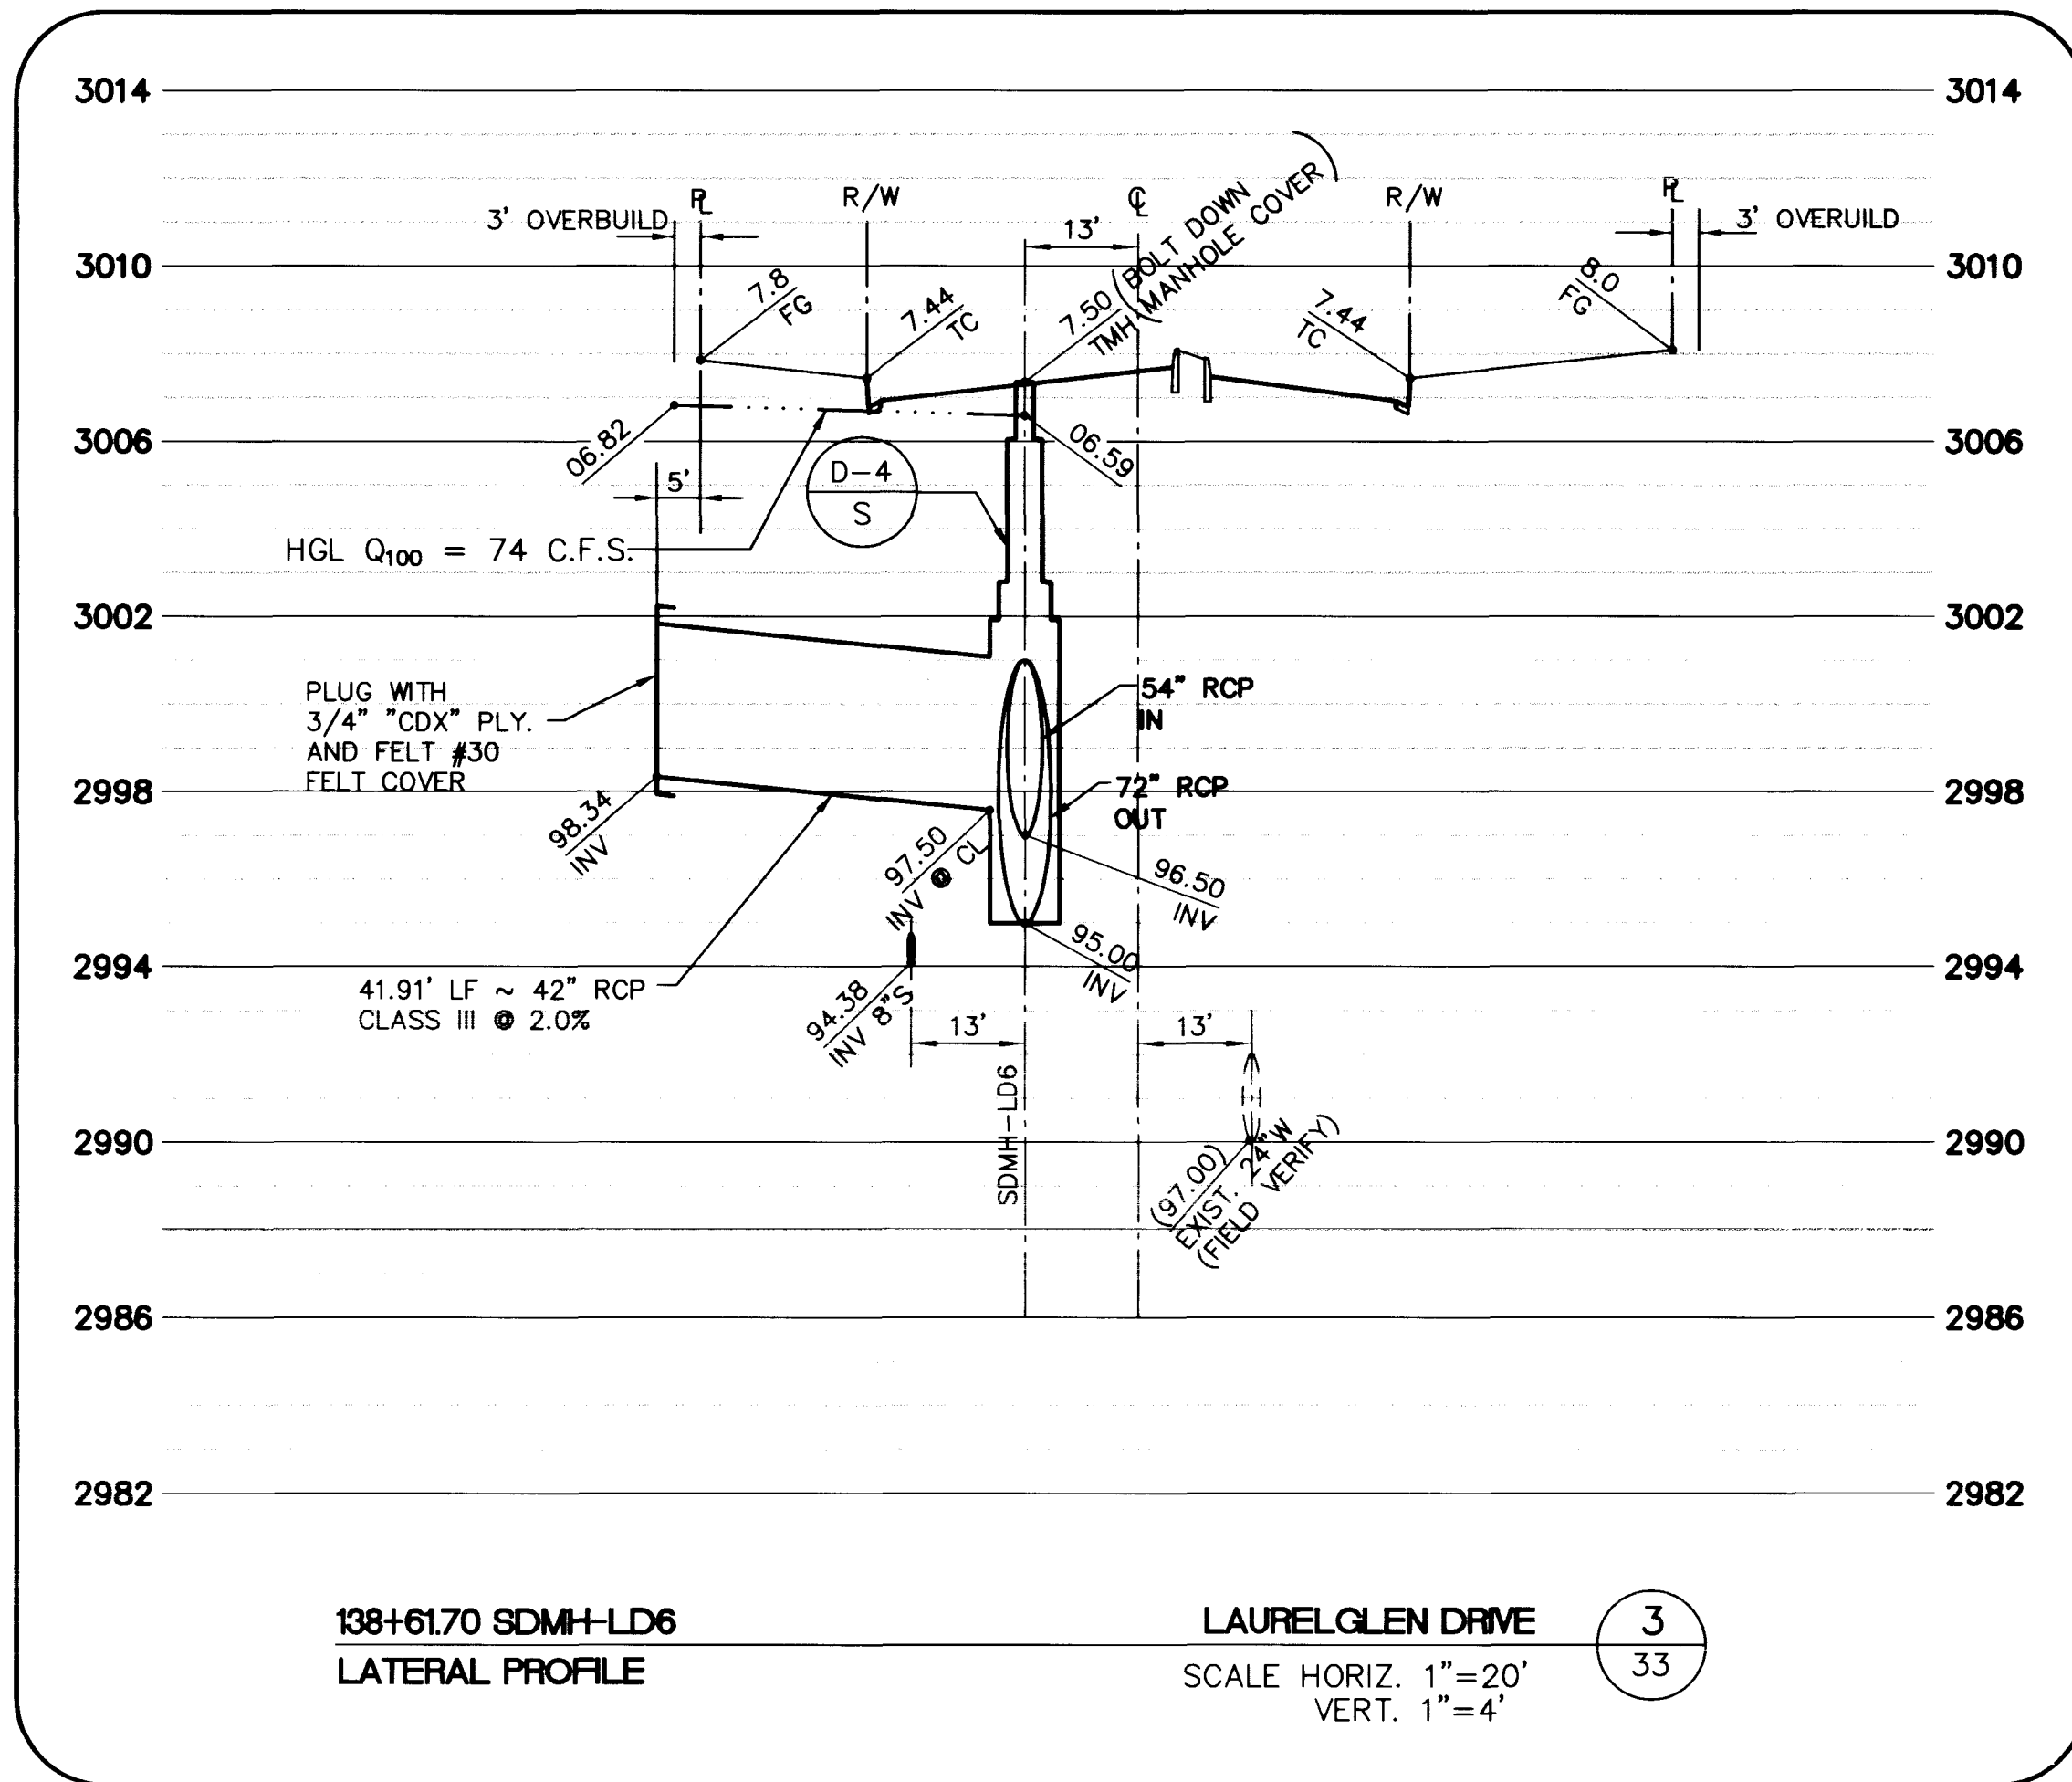 3014
3014
℄
R/W
PL
R/W
PL
3' OVERBUILD
13'
3' OVERUILD
3010
3010
7.8
FG
7.44
TC
7.50 (BOLT DOWN
TMH MANHOLE COVER)
7.44
TC
8.0
FG
06.82
06.59
3006
3006
5'
D-4
S
HGL Q₁₀₀ = 74 C.F.S.
3002
3002
PLUG WITH
3/4" "CDX" PLY.
AND FELT #30
FELT COVER
54" RCP
IN
2998
2998
72" RCP
OUT
98.34
INV
97.50
INV @ CL
96.50
INV
95.00
INV
2994
2994
41.91' LF ~ 42" RCP
CLASS III @ 2.0%
94.38
INV 8"S
13'
13'
SDMH-LD6
2990
2990
(97.00)
EXIST. 24"W
(FIELD VERIFY)
2986
2986
2982
2982
138+61.70 SDMH-LD6
LATERAL PROFILE
LAURELGLEN DRIVE
3
33
SCALE HORIZ. 1"=20'
VERT. 1"=4'